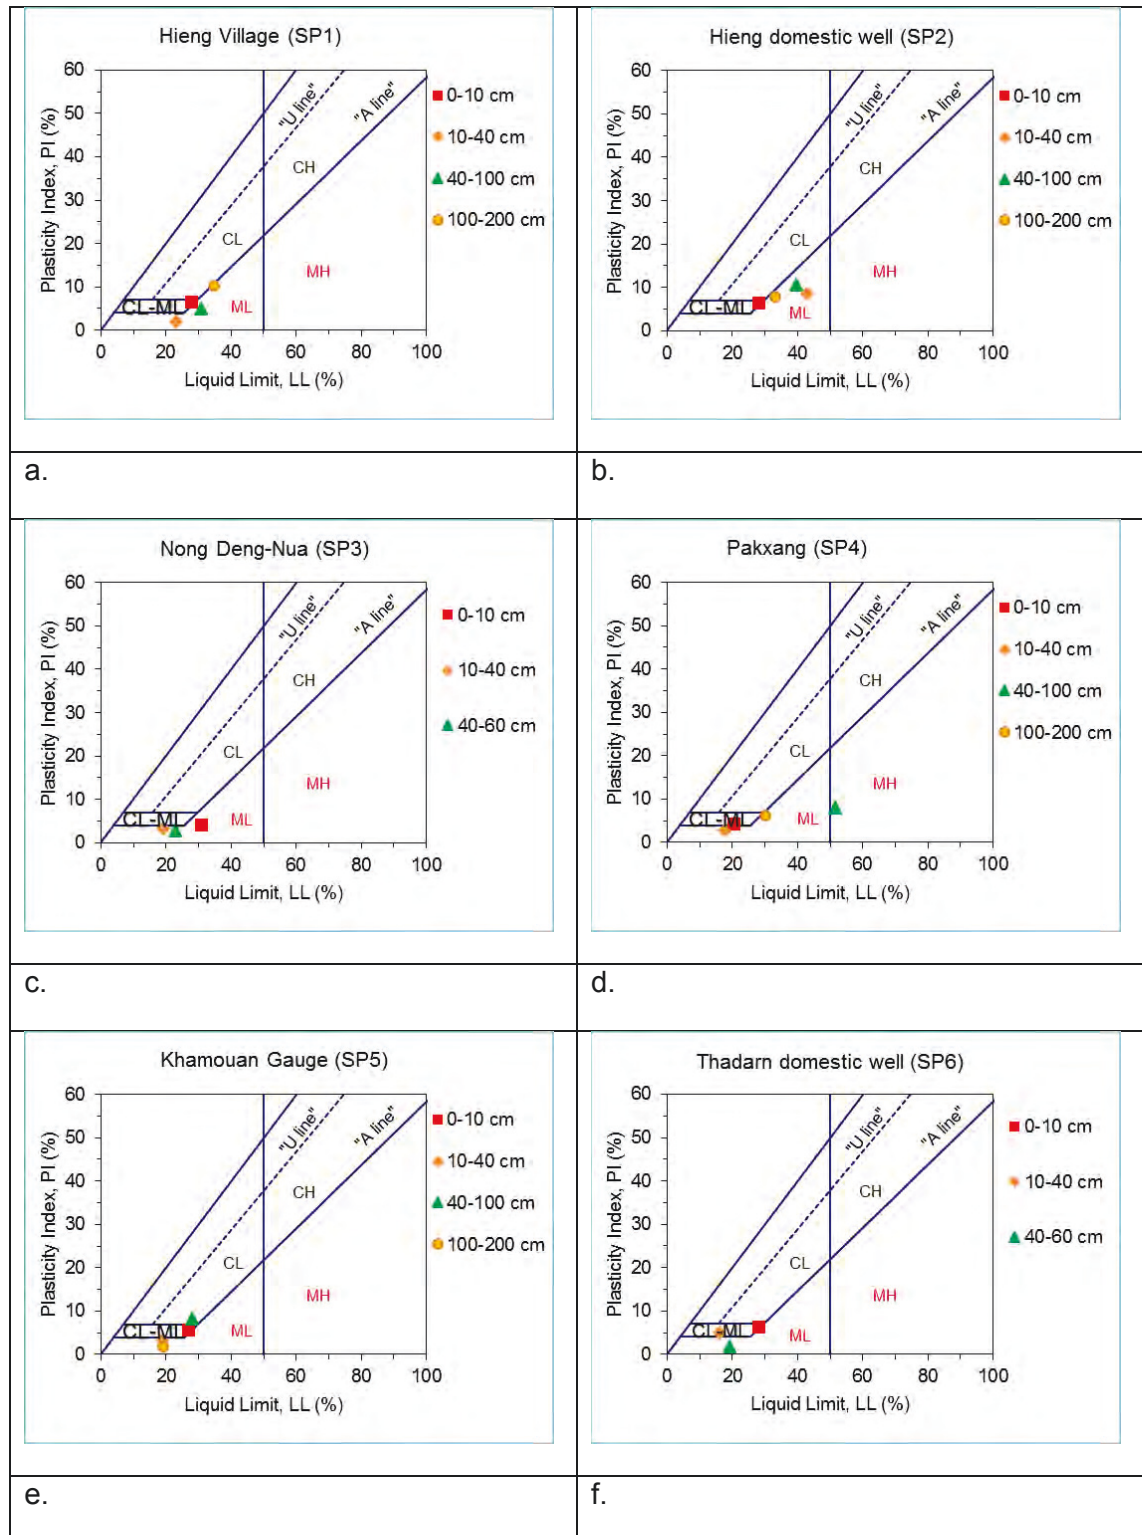 Hieng Village (SP1)
60
50
40
30
20
10
0
0 20 40 60 80 100
Plasticity Index, PI (%)
Liquid Limit, LL (%)
"U line"
"A line"
CH
CL
MH
ML
CL-ML
0-10 cm
10-40 cm
40-100 cm
100-200 cm
a.
Hieng domestic well (SP2)
60
50
40
30
20
10
0
0 20 40 60 80 100
Plasticity Index, PI (%)
Liquid Limit, LL (%)
"U line"
"A line"
CH
CL
MH
ML
CL-ML
0-10 cm
10-40 cm
40-100 cm
100-200 cm
b.
Nong Deng-Nua (SP3)
60
50
40
30
20
10
0
0 20 40 60 80 100
Plasticity Index, PI (%)
Liquid Limit, LL (%)
"U line"
"A line"
CH
CL
MH
ML
CL-ML
0-10 cm
10-40 cm
40-60 cm
c.
Pakxang (SP4)
60
50
40
30
20
10
0
0 20 40 60 80 100
Plasticity Index, PI (%)
Liquid Limit, LL (%)
"U line"
"A line"
CH
CL
MH
ML
CL-ML
0-10 cm
10-40 cm
40-100 cm
100-200 cm
d.
Khamouan Gauge (SP5)
60
50
40
30
20
10
0
0 20 40 60 80 100
Plasticity Index, PI (%)
Liquid Limit, LL (%)
"U line"
"A line"
CH
CL
MH
ML
CL-ML
0-10 cm
10-40 cm
40-100 cm
100-200 cm
e.
Thadarn domestic well (SP6)
60
50
40
30
20
10
0
0 20 40 60 80 100
Plasticity Index, PI (%)
Liquid Limit, LL (%)
"U line"
"A line"
CH
CL
MH
ML
CL-ML
0-10 cm
10-40 cm
40-60 cm
f.